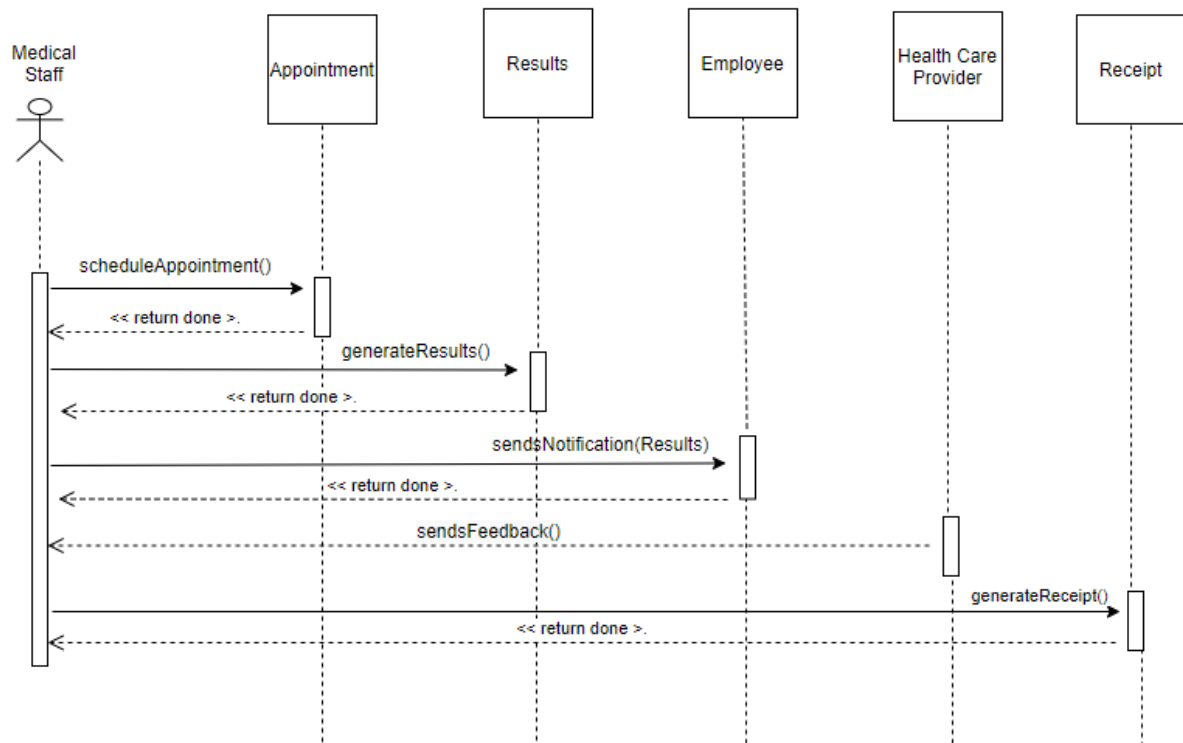 Medical
Staff
Appointment
Results
Employee
Health Care
Provider
Receipt
scheduleAppointment()
<< return done >.
generateResults()
<< return done >.
sendsNotification(Results)
<< return done >.
sendsFeedback()
generateReceipt()
<< return done >.